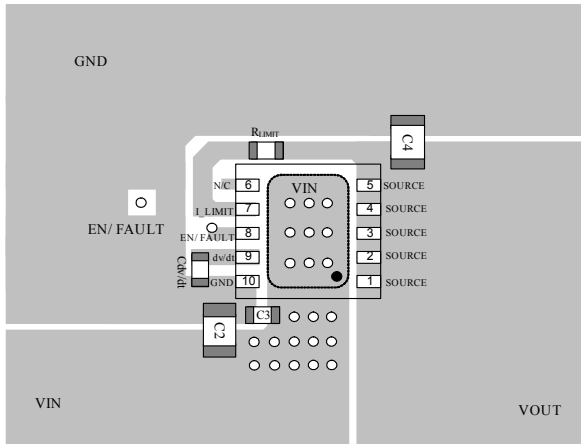 GND
C4
RLIMIT
N/C 6 VIN 5 SOURCE
I_LIMIT 7 4 SOURCE
EN/ FAULT 8 3 SOURCE
EN/ FAULT
dv/dt 9 2 SOURCE
Cdv/dt
GND 10 1 SOURCE
C2
C3
VIN
VOUT